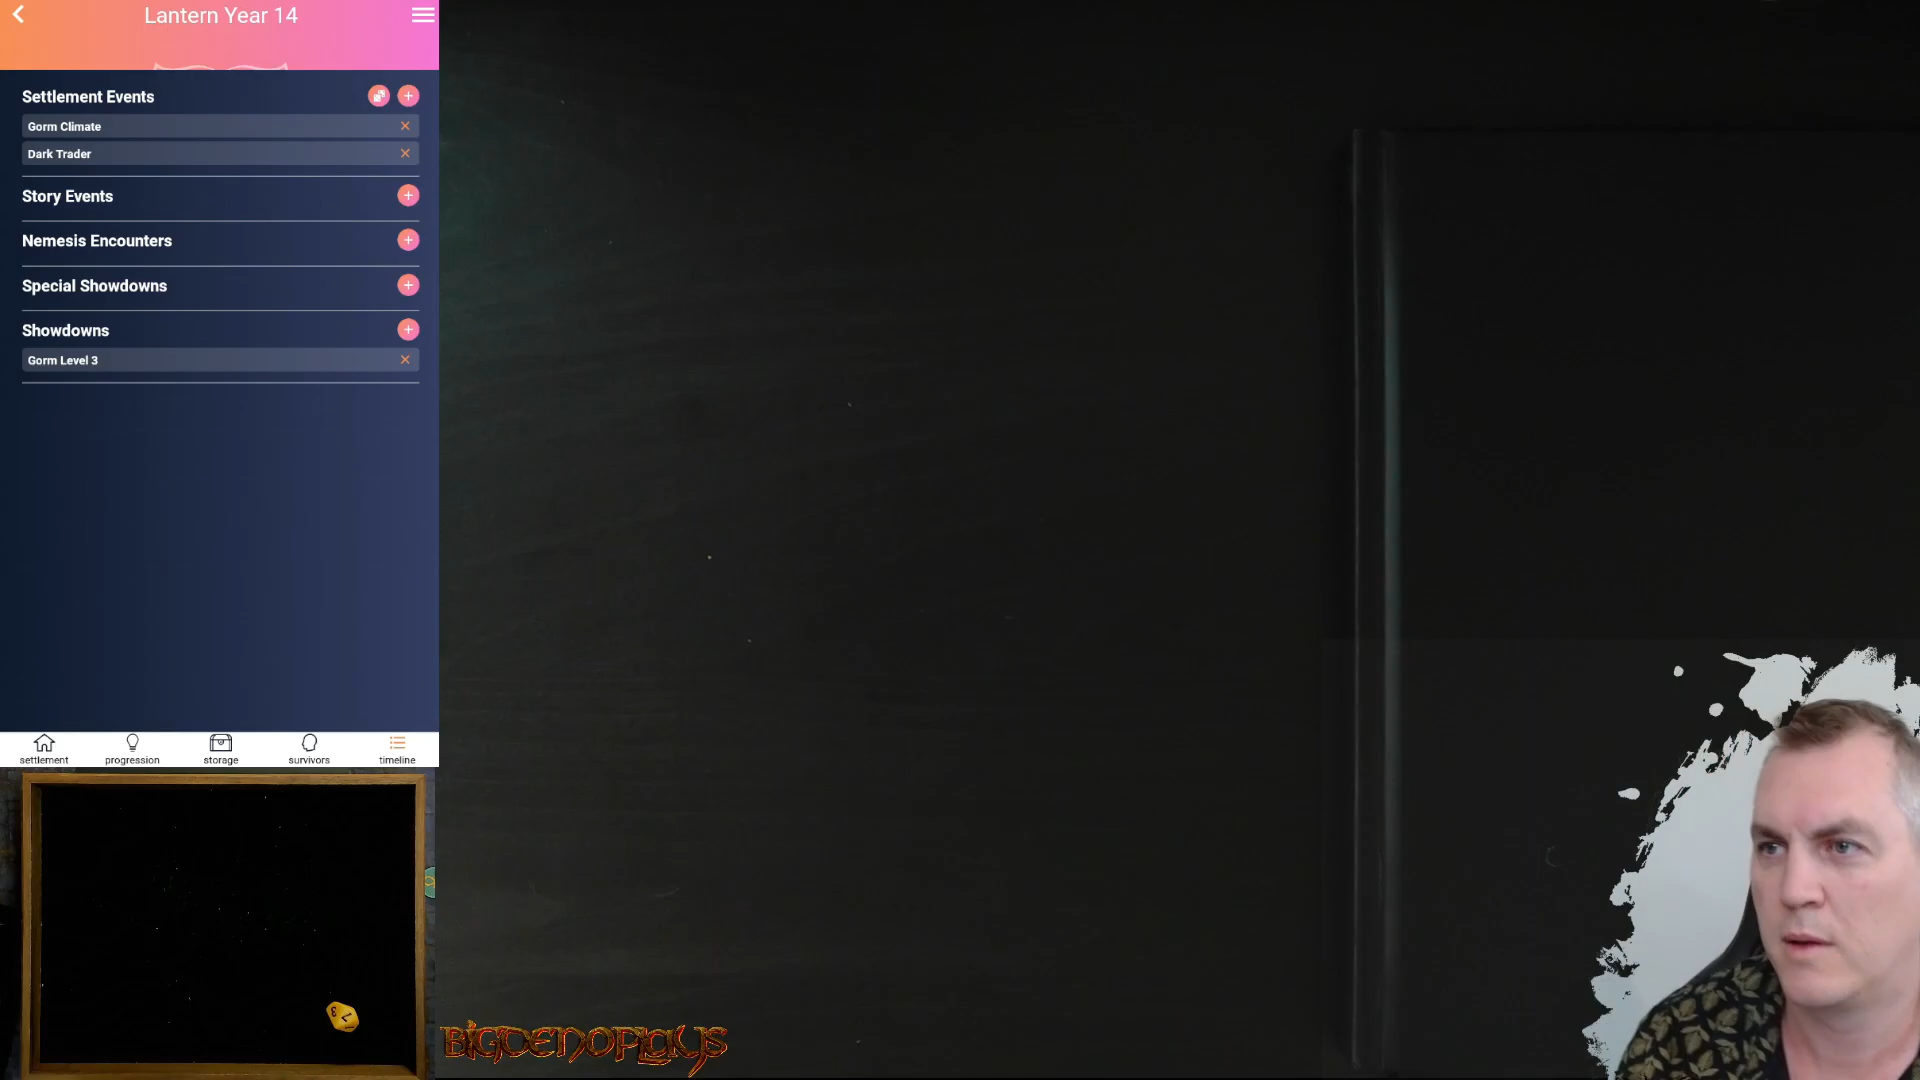 Lantern Year 14
Settlement Events
Gorm Climate
Dark Trader
Story Events
Nemesis Encounters
Special Showdowns
Showdowns
Gorm Level 3
settlement
progression
storage
survivors
timeline
3
BIGDENOPLAYS